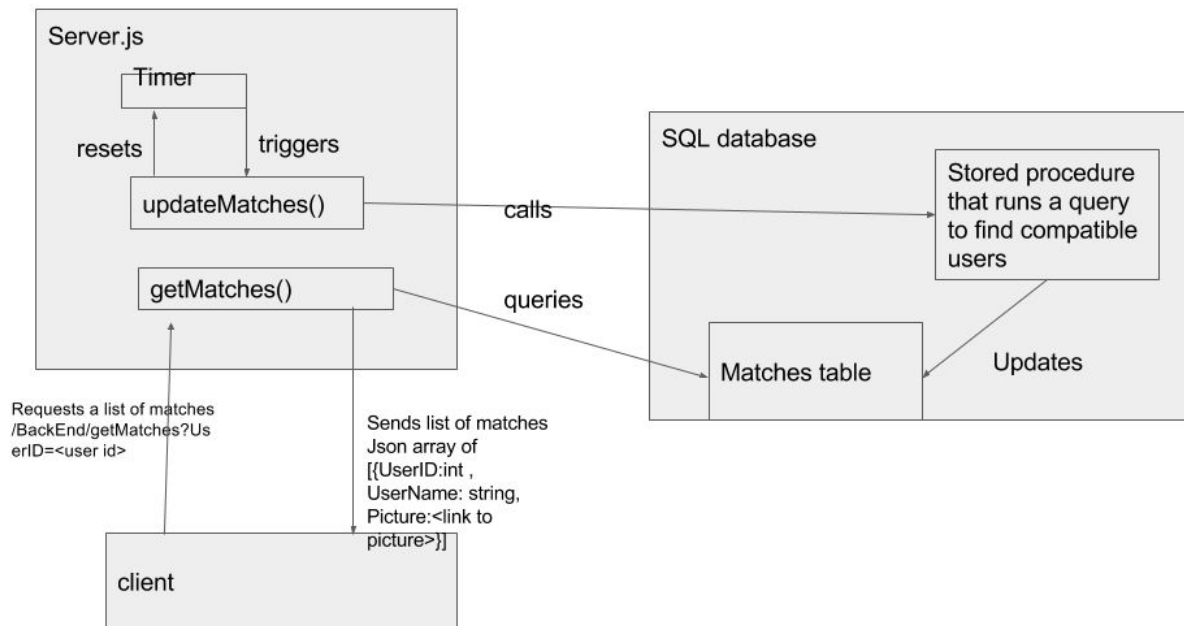 Server.js
Timer
resets
triggers
updateMatches()
getMatches()
calls
queries
SQL database
Stored procedure
that runs a query
to find compatible
users
Matches table
Updates
Requests a list of matches
/BackEnd/getMatches?Us
erID=<user id>
Sends list of matches
Json array of
[{UserID:int ,
UserName: string,
Picture:<link to
picture>}]
client